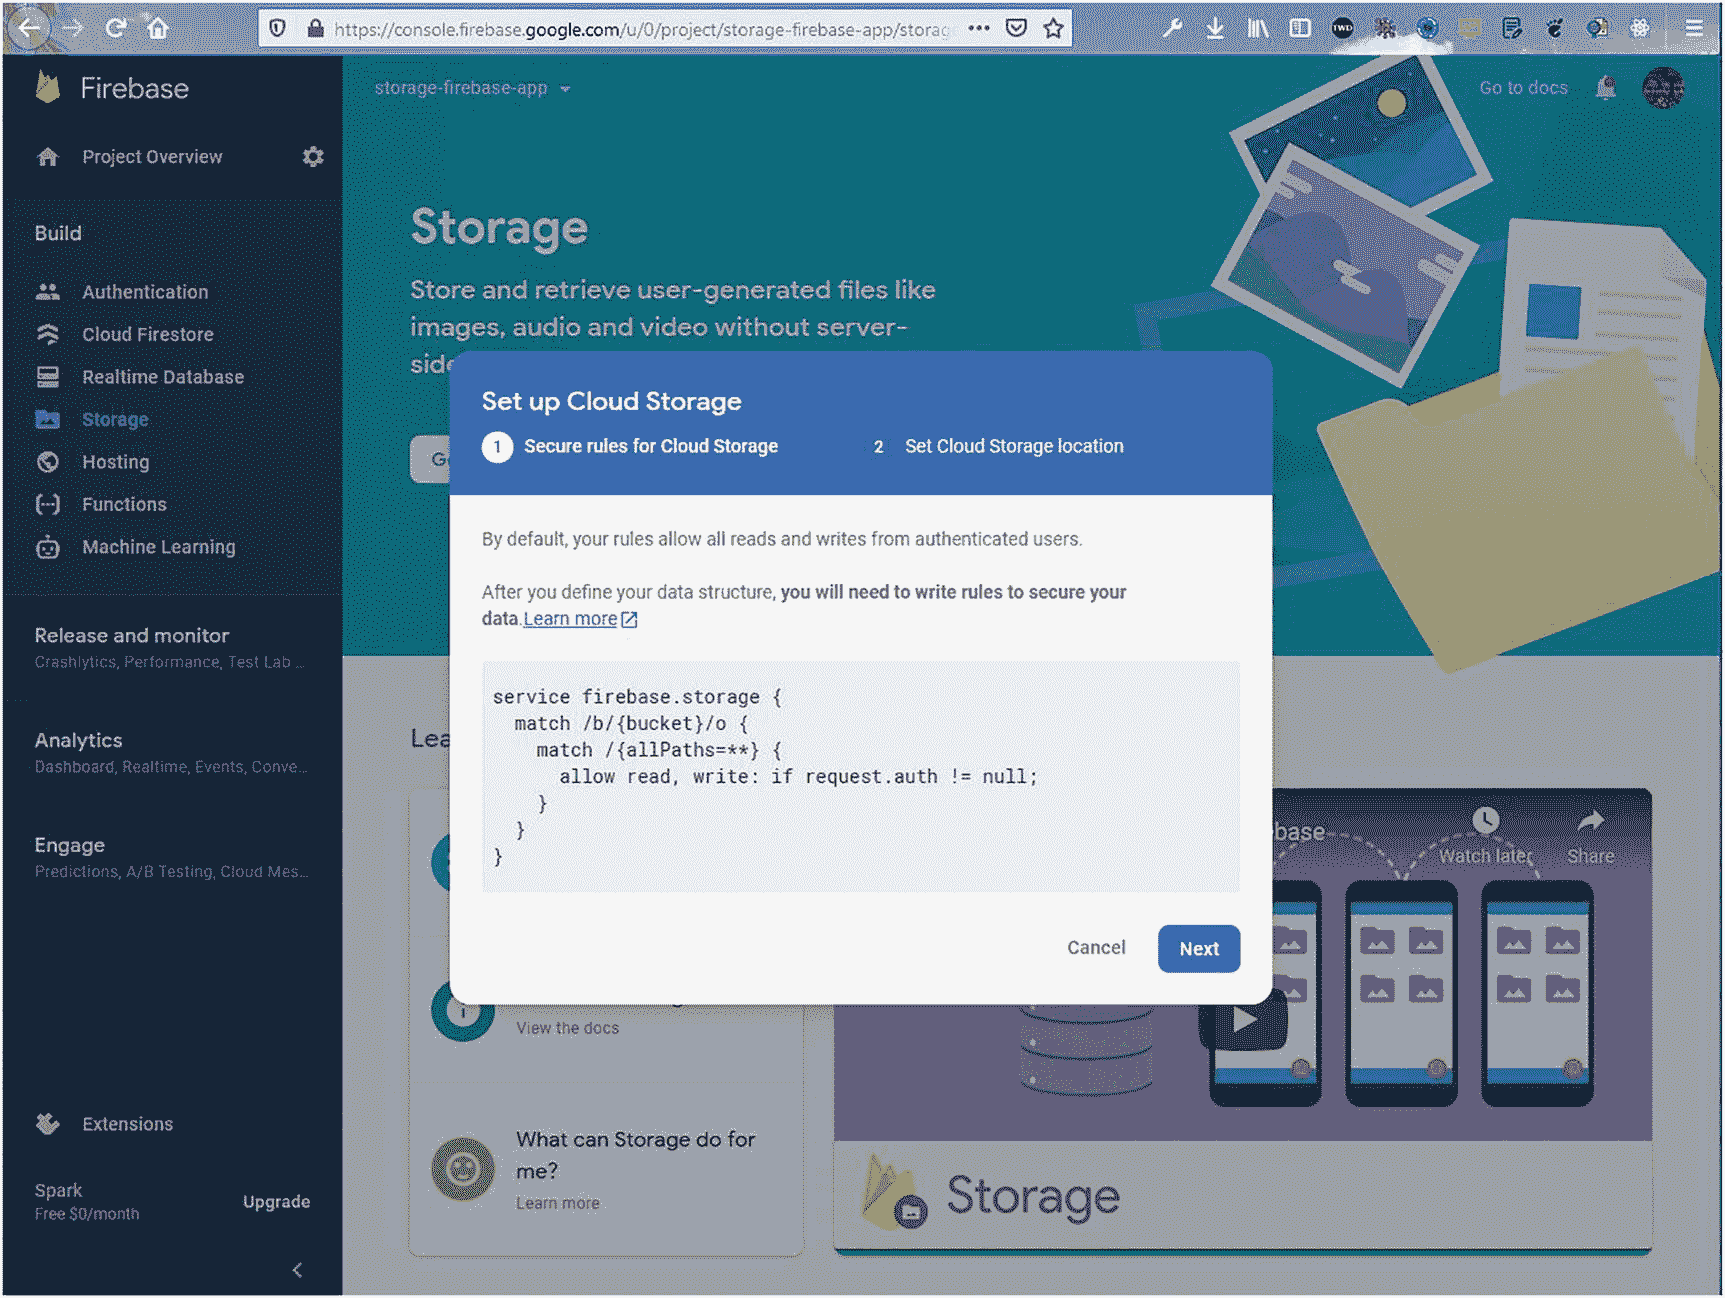 https://console.firebase.google.com/u/0/project/storage-firebase-app/storag
TWD
Firebase
storage-firebase-app
Go to docs
Project Overview
Build
Authentication
Cloud Firestore
Realtime Database
Storage
Hosting
Functions
Machine Learning
Release and monitor
Crashlytics, Performance, Test Lab ...
Analytics
Dashboard, Realtime, Events, Conve...
Engage
Predictions, A/B Testing, Cloud Mes...
Extensions
Spark
Free $0/month
Upgrade
Storage
Store and retrieve user-generated files like
images, audio and video without server-
side
Set up Cloud Storage
1 Secure rules for Cloud Storage
2 Set Cloud Storage location
By default, your rules allow all reads and writes from authenticated users.
After you define your data structure, you will need to write rules to secure your
data. Learn more
service firebase.storage {
match /b/{bucket}/o {
match /{allPaths=**} {
allow read, write: if request.auth != null;
}
}
}
Cancel
Next
Watch later
Share
View the docs
What can Storage do for
me?
Learn more
Storage